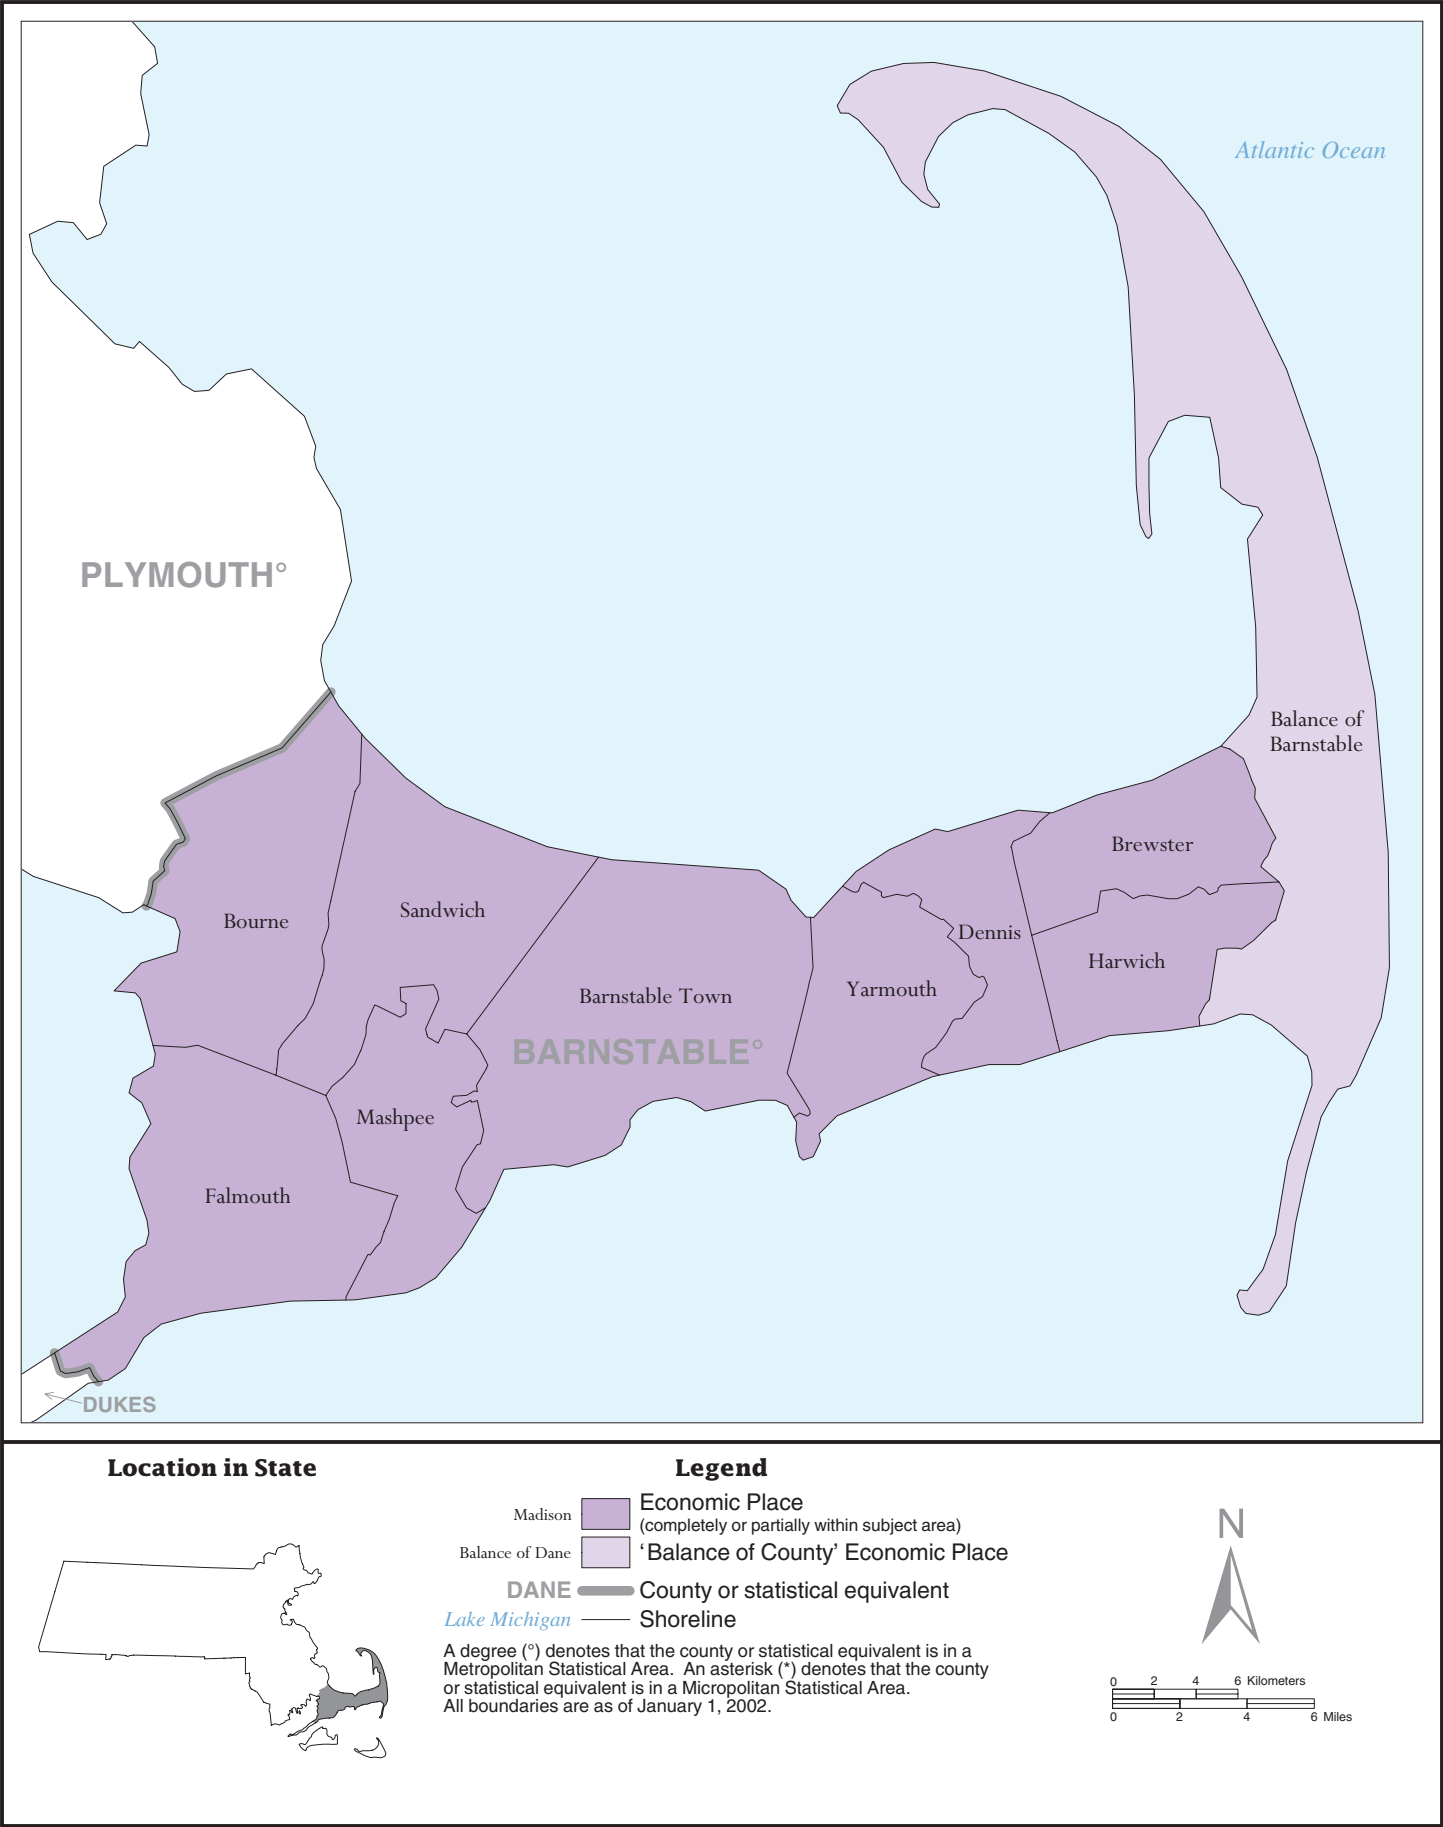 Atlantic Ocean
PLYMOUTH°
Balance of
Barnstable
Brewster
Bourne
Sandwich
Dennis
Harwich
Yarmouth
Barnstable Town
BARNSTABLE°
Mashpee
Falmouth
DUKES
Location in State
Legend
Madison
Economic Place
(completely or partially within subject area)
Balance of Dane
‘Balance of County’ Economic Place
DANE
County or statistical equivalent
Lake Michigan
Shoreline
A degree (°) denotes that the county or statistical equivalent is in a
Metropolitan Statistical Area.  An asterisk (*) denotes that the county
or statistical equivalent is in a Micropolitan Statistical Area.
All boundaries are as of January 1, 2002.
N
0 2 4 6 Kilometers
0 2 4 6 Miles